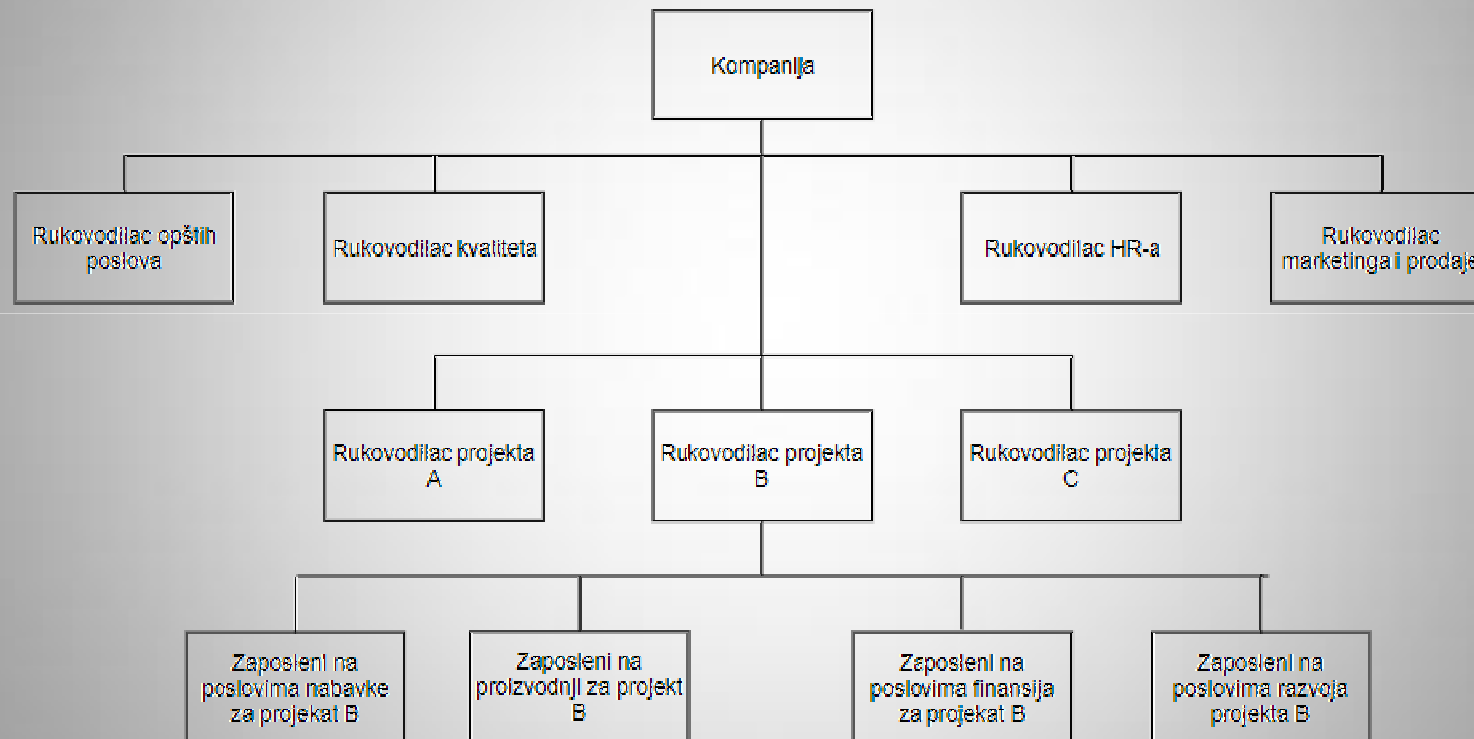 Kompanija
Rukovodilac opštih
poslova
Rukovodilac kvaliteta
Rukovodilac HR-a
Rukovodilac
marketinga i prodaje
Rukovodilac projekta
A
Rukovodilac projekta
B
Rukovodilac projekta
C
Zaposleni na
poslovima nabavke
za projekat B
Zaposleni na
proizvodnji za projekt
B
Zaposleni na
poslovima finansija
za projekat B
Zaposleni na
poslovima razvoja
projekta B